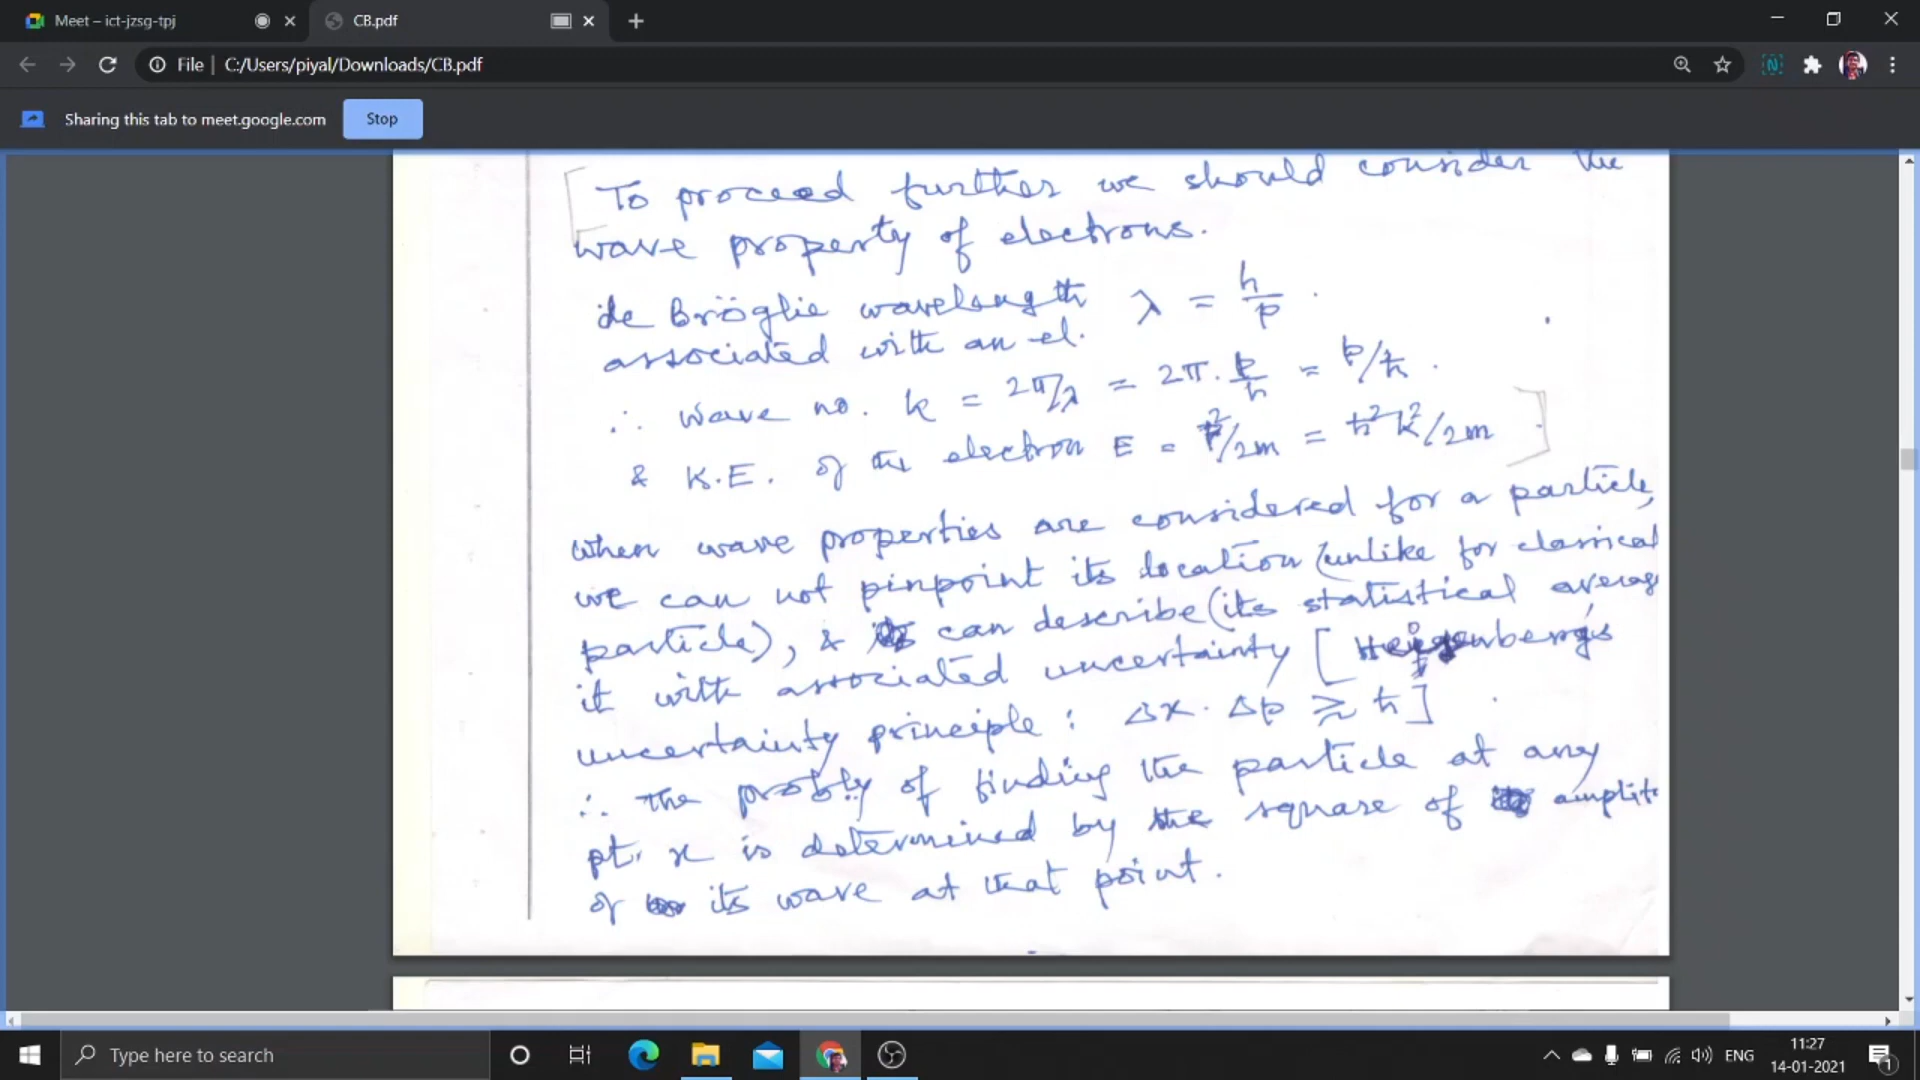 Meet – ict-jzsg-tpj
CB.pdf
File | C:/Users/piyal/Downloads/CB.pdf
Sharing this tab to meet.google.com Stop
[To proceed further we should consider the
wave property of electrons.
de Bröglie wavelength λ = h/p .
associated with an el.
∴ wave no. k = 2π/λ = 2π. p/h = p/ħ .
& K.E. of the electron E = p²/2m = ħ²k²/2m ]
When wave properties are considered for a particle,
we can not pinpoint its location (unlike for classical
particle), & can describe (its statistical averag
it with associated uncertainty [Heisenberg's
uncertainty principle : Δx. Δp ≳ ħ]
∴ The probly of finding the particle at any
pt. x is determined by the square of amplit
of its wave at that point.
Type here to search
ENG
11:27
14-01-2021
1